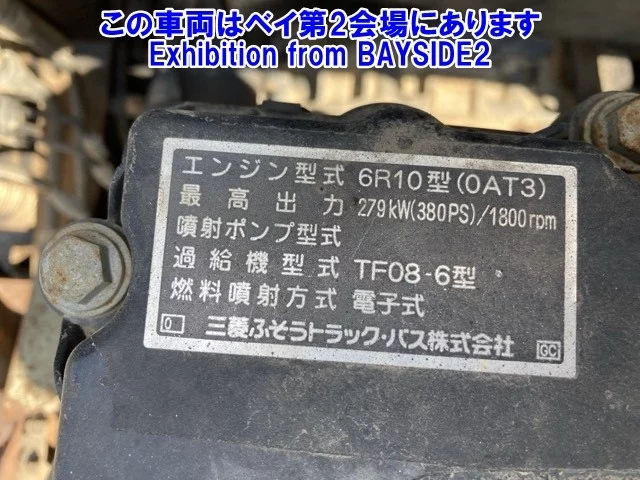 この車両はベイ第2会場にあります
Exhibition from BAYSIDE2
エンジン型式 6R10型(0AT3)
最高出力 279kW(380PS)/1800rpm
噴射ポンプ型式
過給機型式 TF08-6型
燃料噴射方式 電子式
0 三菱ふそうトラック・バス株式会社 GC